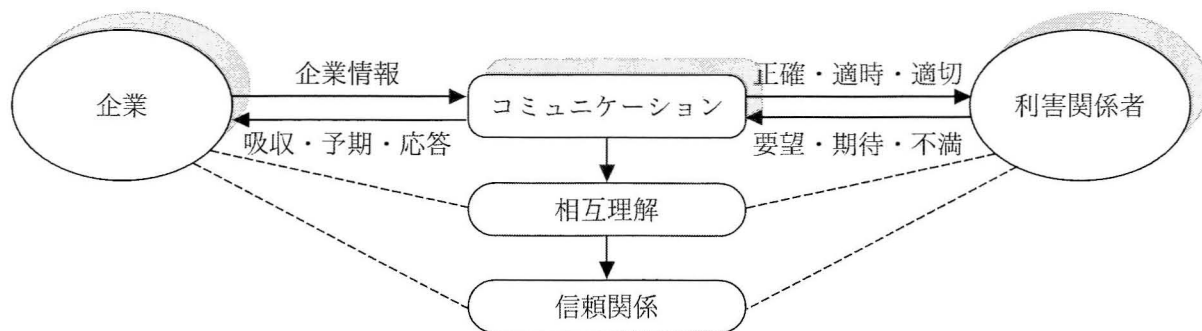 企業情報
正確・適時・適切
企業
コミュニケーション
利害関係者
吸収・予期・応答
要望・期待・不満
相互理解
信頼関係